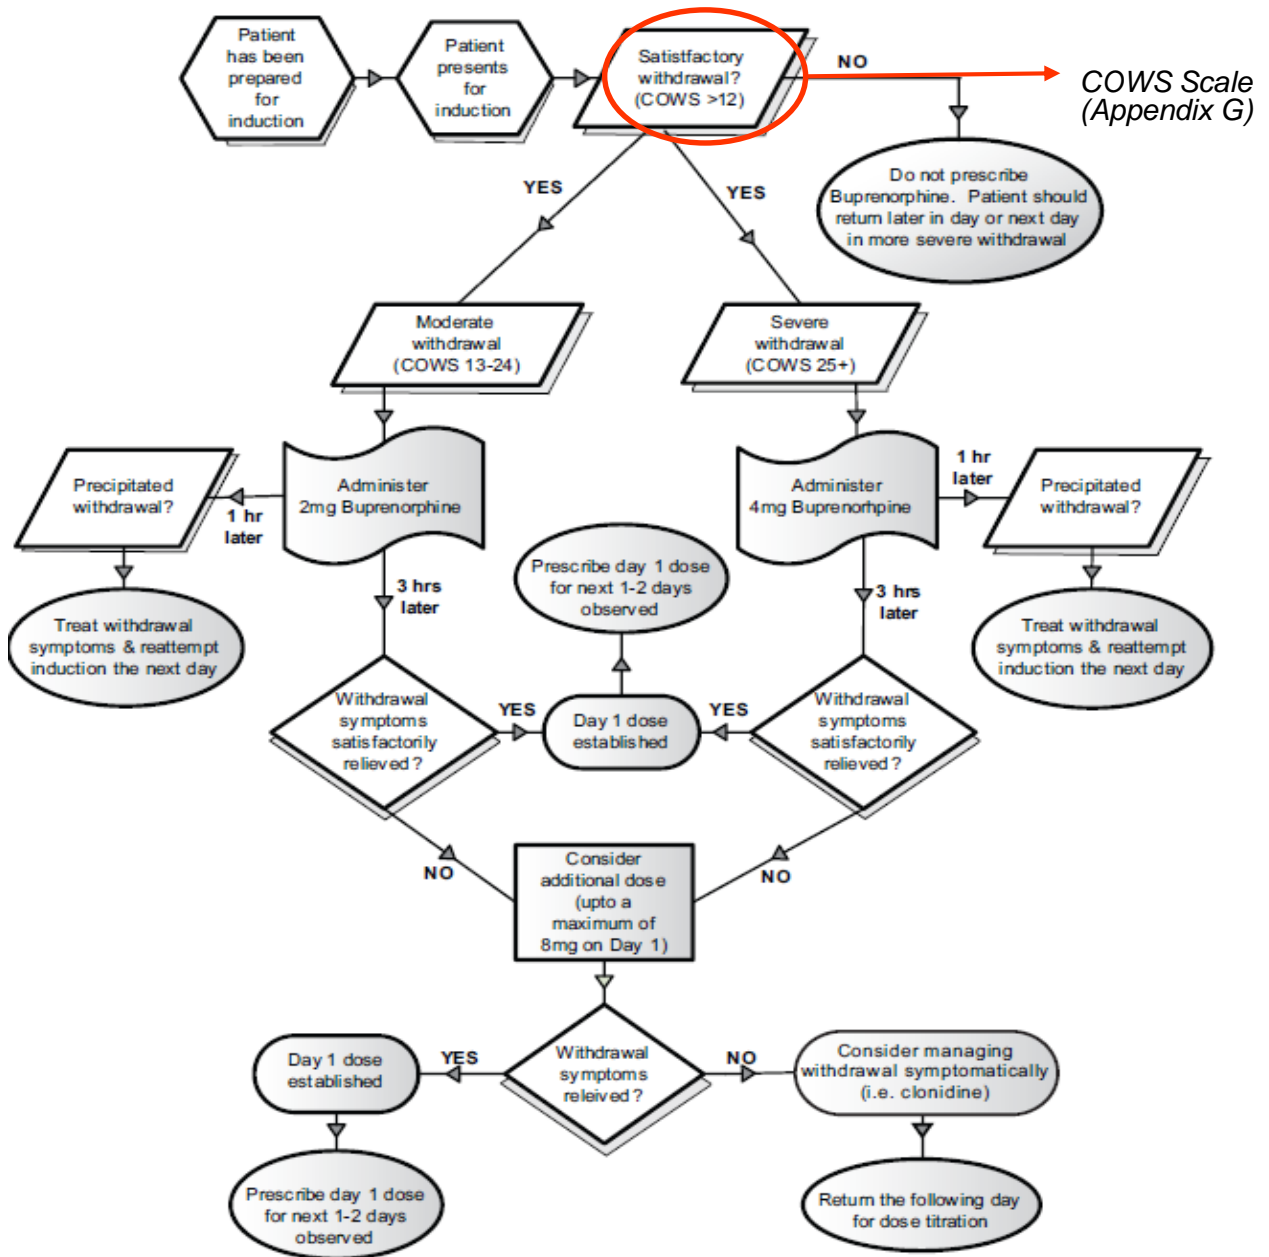 Patient
has been
prepared
for
induction
Patient
presents
for
induction
Satistfactory
withdrawal?
(COWS >12)
NO
COWS Scale
(Appendix G)
Do not prescribe
Buprenorphine. Patient should
return later in day or next day
in more severe withdrawal
YES
YES
Moderate
withdrawal
(COWS 13-24)
Severe
withdrawal
(COWS 25+)
Precipitated
withdrawal?
1 hr
later
Administer
2mg Buprenorphine
Administer
4mg Buprenorhpine
1 hr
later
Precipitated
withdrawal?
Prescribe day 1 dose
for next 1-2 days
observed
3 hrs
later
3 hrs
later
Treat withdrawal
symptoms & reattempt
induction the next day
Treat withdrawal
symptoms & reattempt
induction the next day
Withdrawal
symptoms
satisfactorily
relieved?
YES
Day 1 dose
established
YES
Withdrawal
symptoms
satisfactorily
relieved?
NO
Consider
additional dose
(upto a
maximum of
8mg on Day 1)
NO
Day 1 dose
established
YES
Withdrawal
symptoms
releived?
NO
Consider managing
withdrawal symptomatically
(i.e. clonidine)
Prescribe day 1 dose
for next 1-2 days
observed
Return the following day
for dose titration